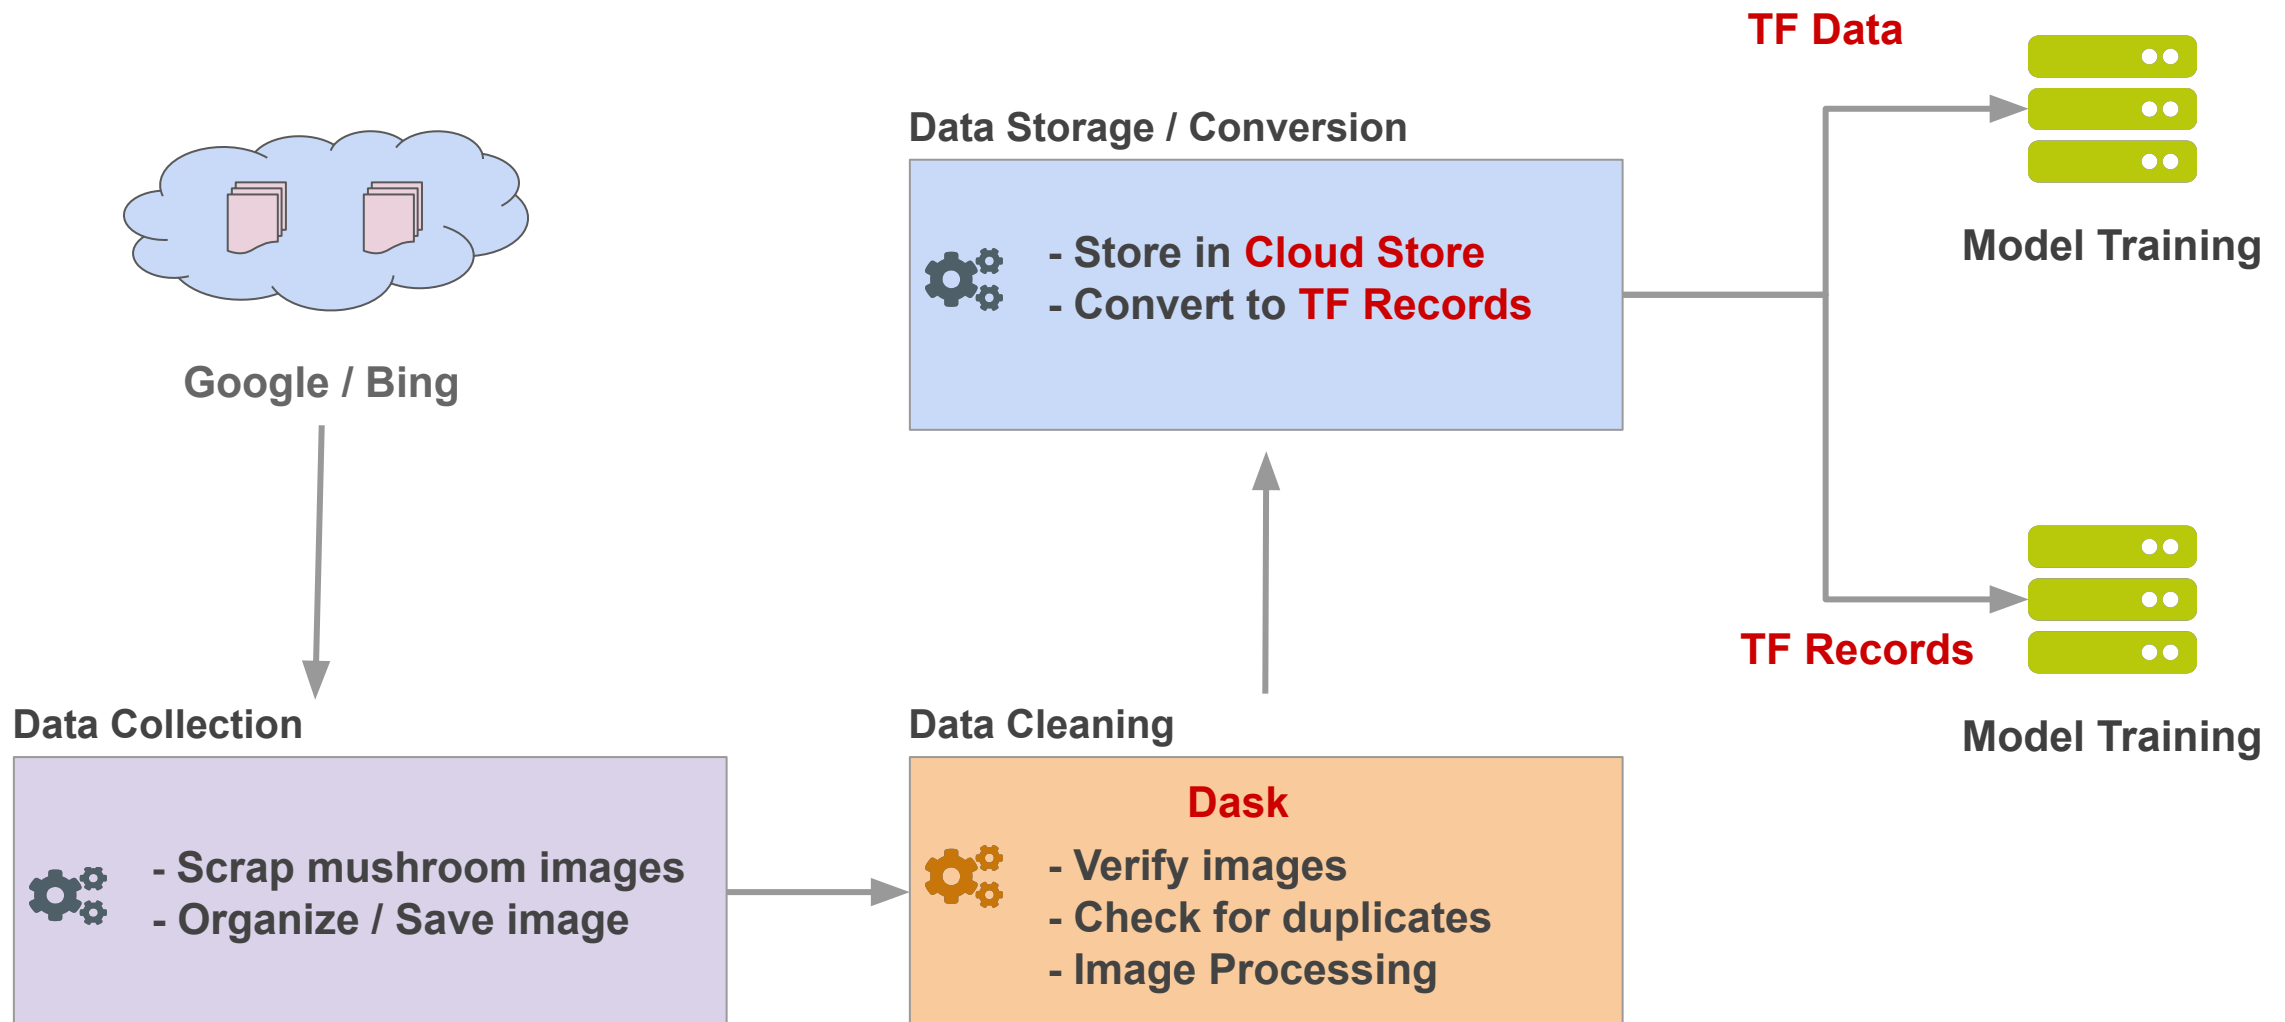 TF Data
Data Storage / Conversion
- Store in Cloud Store
- Convert to TF Records
Model Training
Google / Bing
TF Records
Model Training
Data Collection
- Scrap mushroom images
- Organize / Save image
Data Cleaning
Dask
- Verify images
- Check for duplicates
- Image Processing